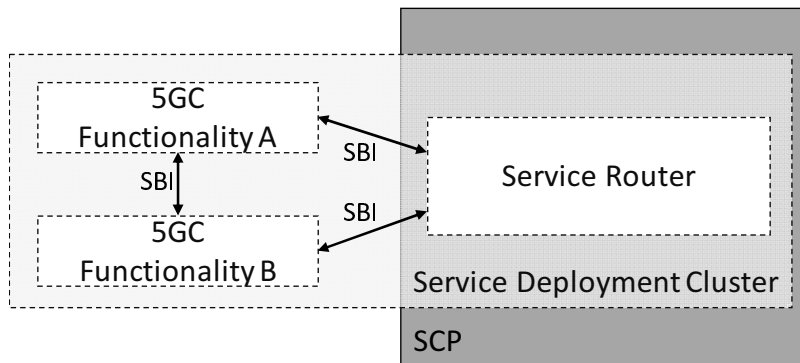 5GC
Functionality A
SBI
SBI
Service Router
SBI
5GC
Functionality B
Service Deployment Cluster
SCP